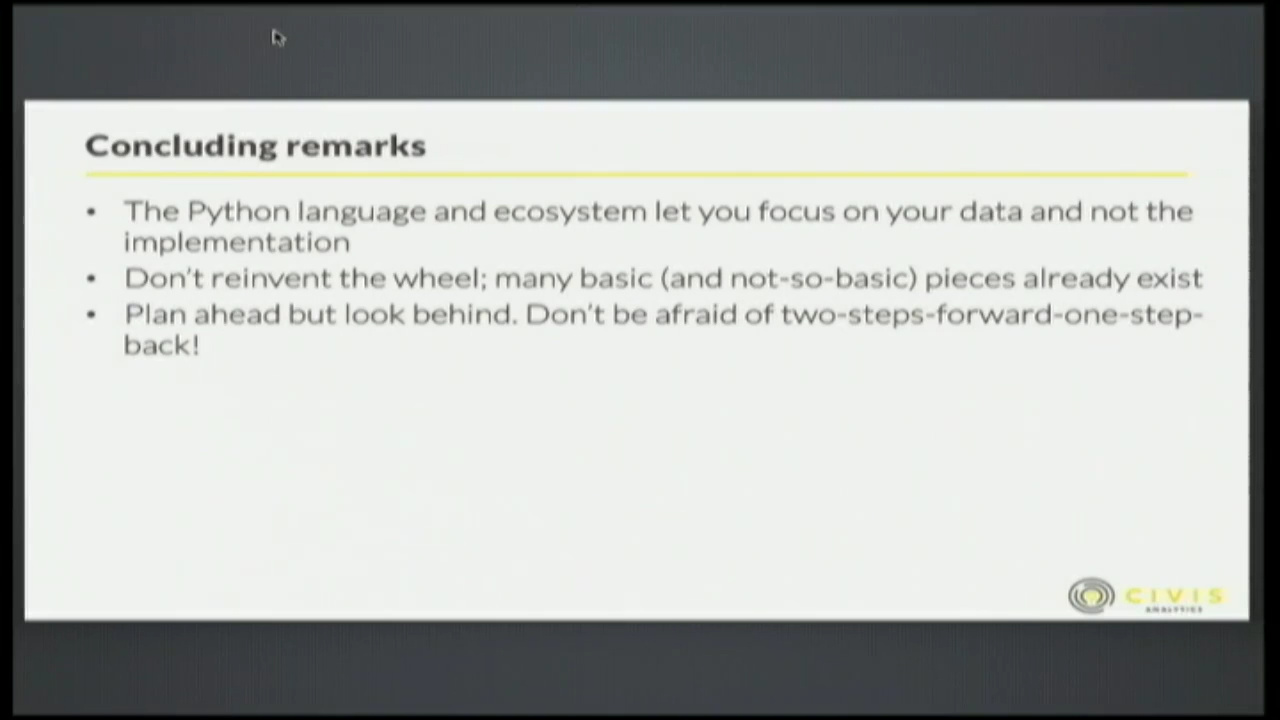 Concluding remarks
• The Python language and ecosystem let you focus on your data and not the
implementation
• Don't reinvent the wheel; many basic (and not-so-basic) pieces already exist
• Plan ahead but look behind. Don't be afraid of two-steps-forward-one-step-
back!
CIVIS
ANALYTICS